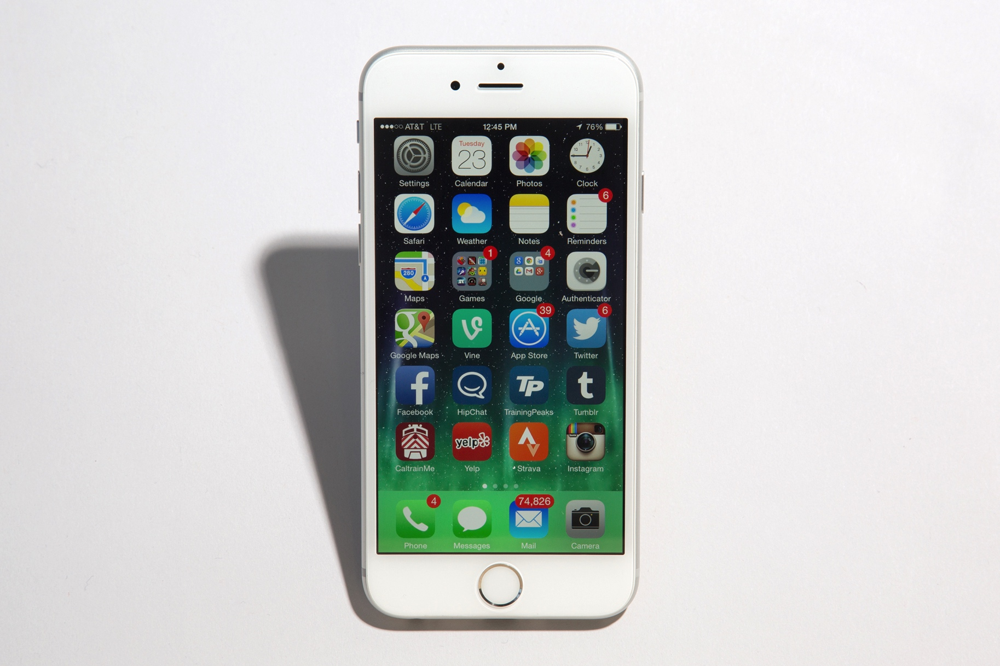 AT&T LTE 12:45 PM 76%
Tuesday
23
Settings Calendar Photos Clock
6
Safari Weather Notes Reminders
1 4
280
Maps Games Google Authenticator
39 6
Google Maps Vine App Store Twitter
TP
Facebook HipChat TrainingPeaks Tumblr
yelp
CaltrainMe Yelp Strava Instagram
4 74,826
Phone Messages Mail Camera